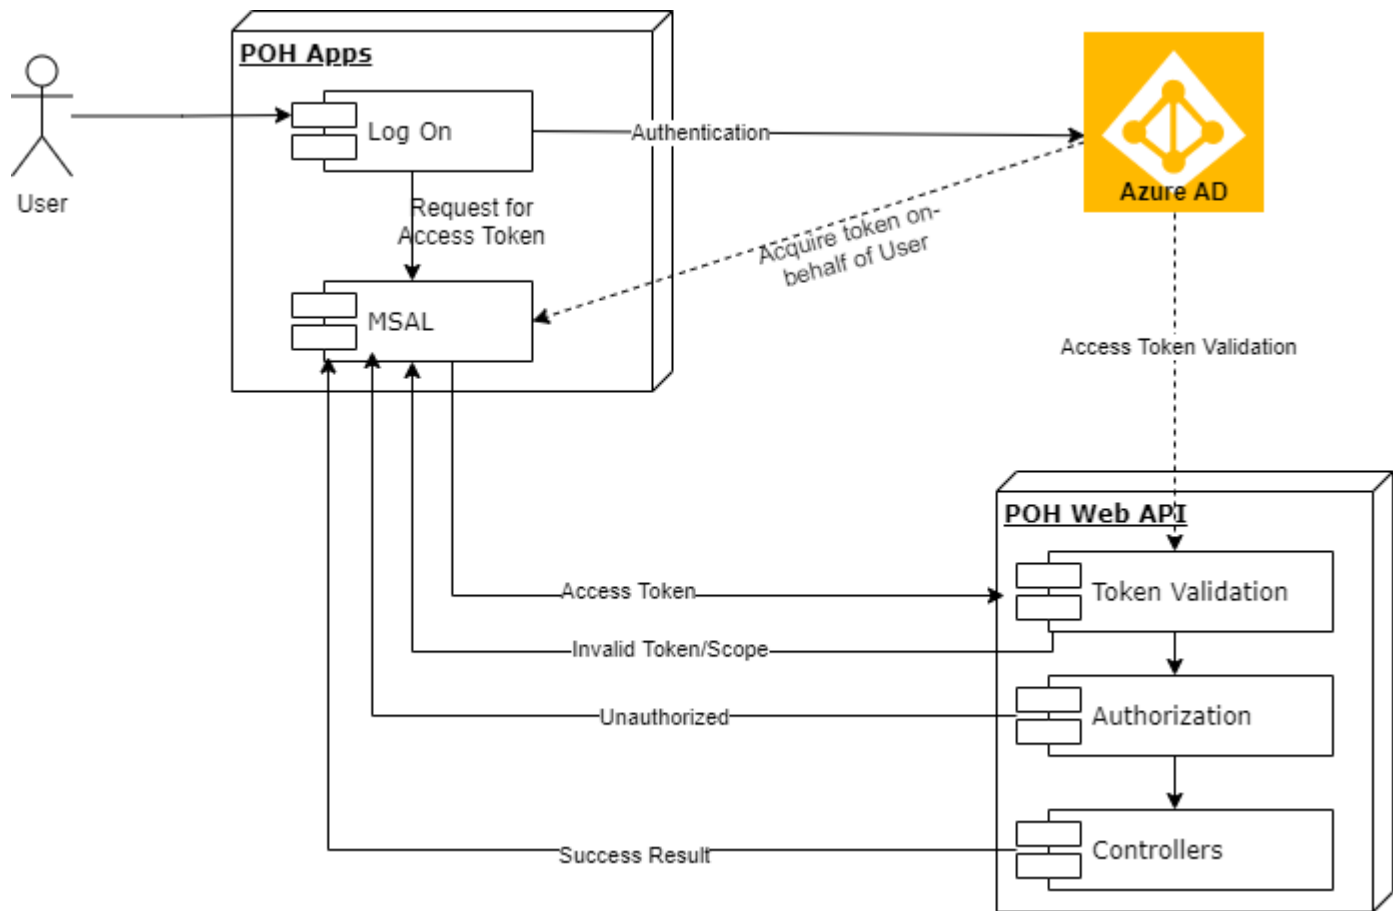 POH Apps
Log On
Authentication
User
Request for
Access Token
Azure AD
Acquire token on-
behalf of User
MSAL
Access Token Validation
POH Web API
Access Token
Token Validation
Invalid Token/Scope
Unauthorized
Authorization
Success Result
Controllers